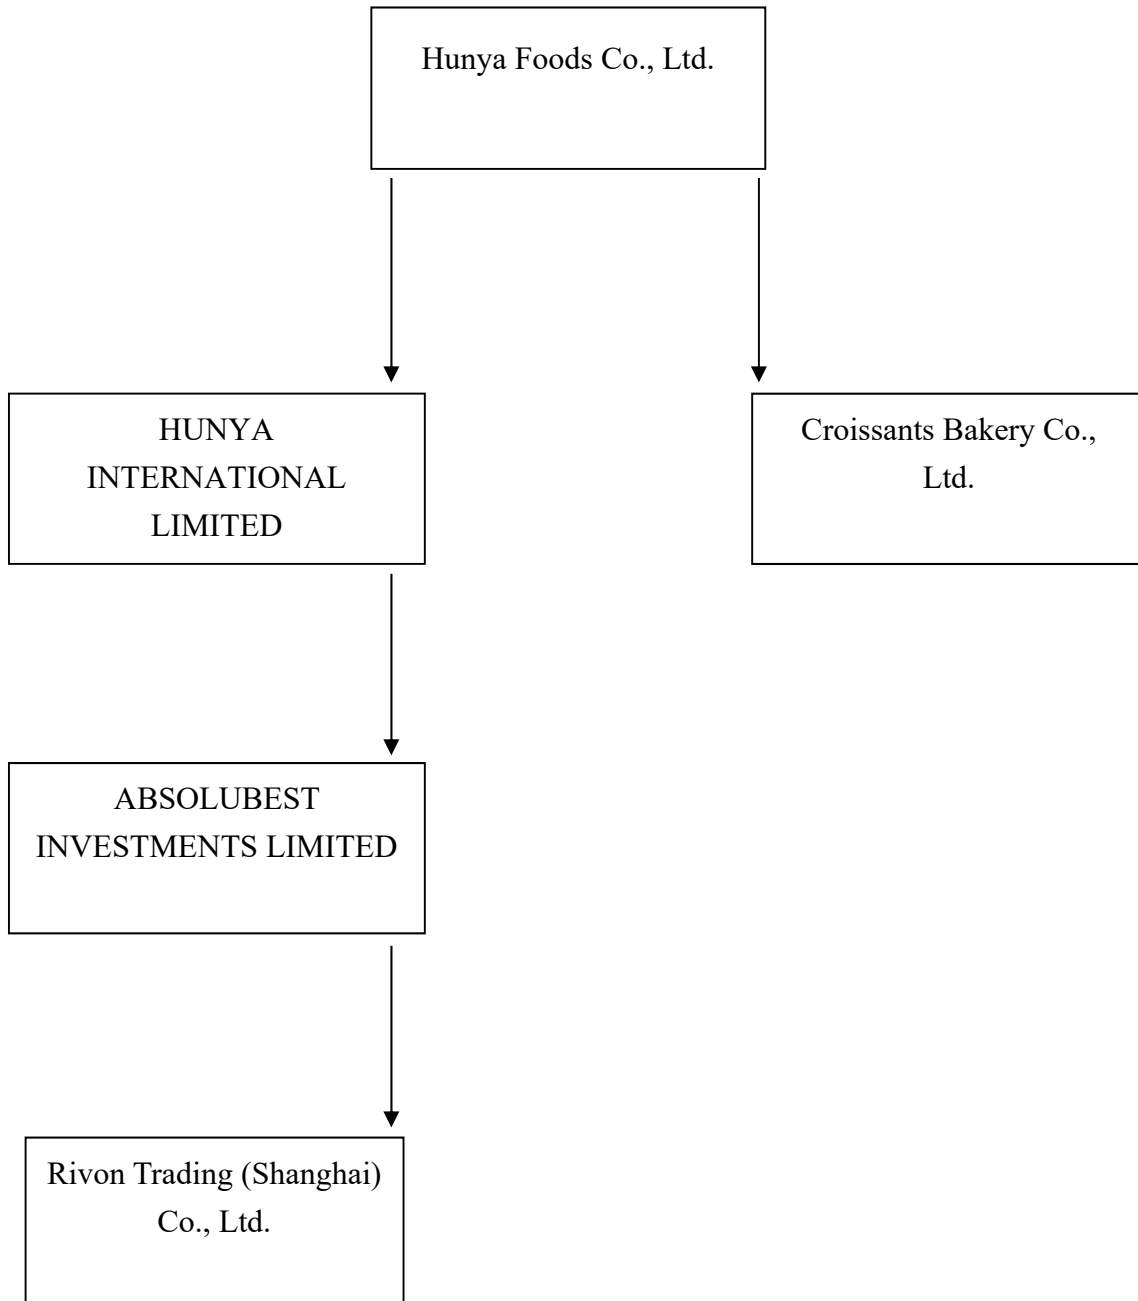 Hunya Foods Co., Ltd.
HUNYA
INTERNATIONAL
LIMITED
Croissants Bakery Co.,
Ltd.
ABSOLUBEST
INVESTMENTS LIMITED
Rivon Trading (Shanghai)
Co., Ltd.